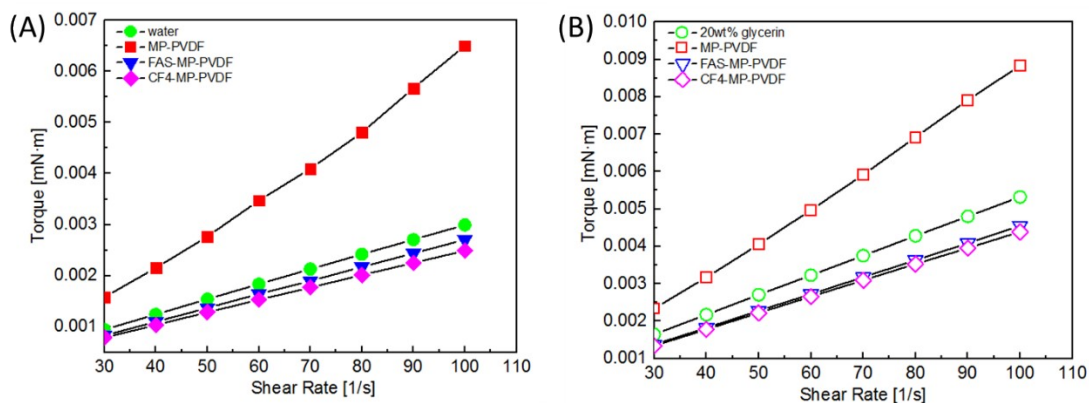 (A)
water
MP-PVDF
FAS-MP-PVDF
CF4-MP-PVDF
0.007
0.006
0.005
0.004
0.003
0.002
0.001
Torque [mN·m]
30 40 50 60 70 80 90 100 110
Shear Rate [1/s]
(B)
20wt% glycerin
MP-PVDF
FAS-MP-PVDF
CF4-MP-PVDF
0.010
0.009
0.008
0.007
0.006
0.005
0.004
0.003
0.002
0.001
Torque [mN·m]
30 40 50 60 70 80 90 100 110
Shear Rate [1/s]